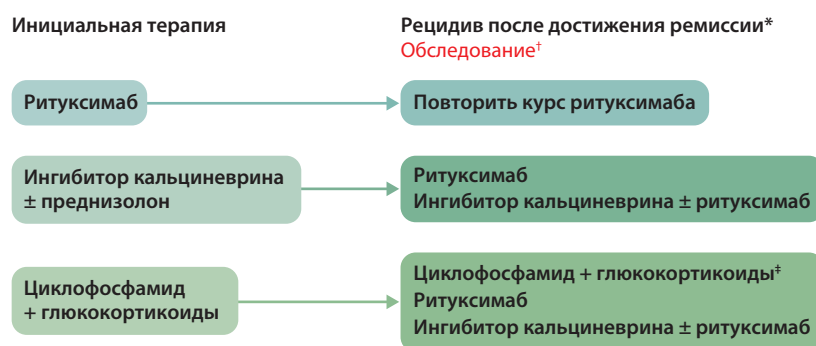 Инициальная терапия
Рецидив после достижения ремиссии*
Обследование†
Ритуксимаб
Повторить курс ритуксимаба
Ингибитор кальциневрина
± преднизолон
Ритуксимаб
Ингибитор кальциневрина ± ритуксимаб
Циклофосфамид
+ глюкокортикоиды
Циклофосфамид + глюкокортикоиды‡
Ритуксимаб
Ингибитор кальциневрина ± ритуксимаб